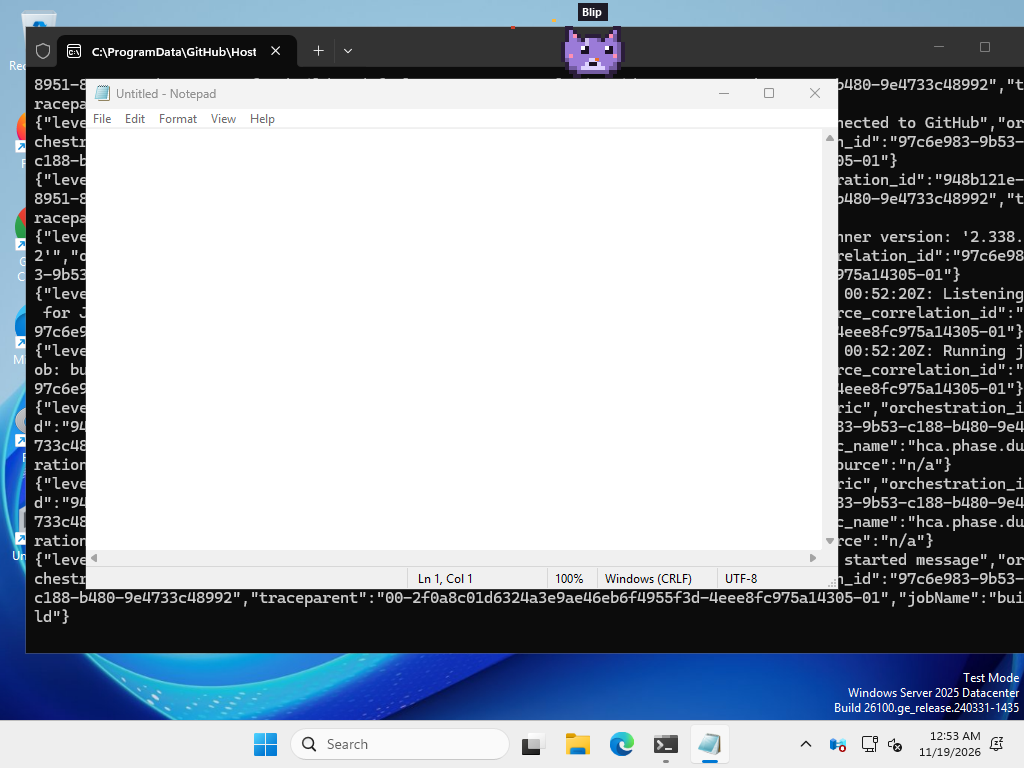 Blip
C:\ProgramData\GitHub\Host
Untitled - Notepad
File Edit Format View Help
8951-8
b480-9e4733c48992","t
racepa
{"leve
nected to GitHub","or
chestr
n_id":"97c6e983-9b53-
c188-b
05-01"}
{"leve
ration_id":"948b121e-
8951-8
b480-9e4733c48992","t
racepa
{"leve
nner version: '2.338.
2'","o
relation_id":"97c6e98
3-9b53
975a14305-01"}
{"leve
00:52:20Z: Listening
for J
rce_correlation_id":"
97c6e9
4eee8fc975a14305-01"}
{"leve
00:52:20Z: Running j
ob: bu
rce_correlation_id":"
97c6e9
4eee8fc975a14305-01"}
{"leve
ric","orchestration_i
d":"94
83-9b53-c188-b480-9e4
733c48
c_name":"hca.phase.du
ration
ource":"n/a"}
{"leve
ric","orchestration_i
d":"94
83-9b53-c188-b480-9e4
733c48
c_name":"hca.phase.du
ration
rce":"n/a"}
{"leve
started message","or
chestr
n_id":"97c6e983-9b53-
Ln 1, Col 1 100% Windows (CRLF) UTF-8
c188-b480-9e4733c48992","traceparent":"00-2f0a8c01d6324a3e9ae46eb6f4955f3d-4eee8fc975a14305-01","jobName":"bui
ld"}
Test Mode
Windows Server 2025 Datacenter
Build 26100.ge_release.240331-1435
Search
12:53 AM
11/19/2026